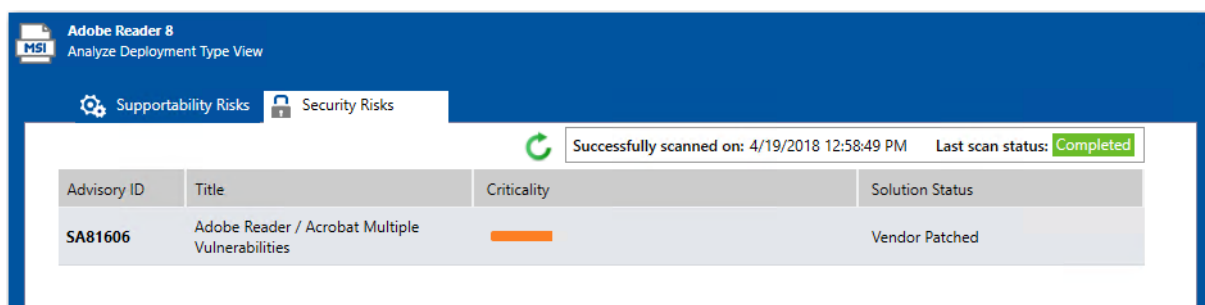 Adobe Reader 8
MSI
Analyze Deployment Type View
Supportability Risks
Security Risks
Successfully scanned on: 4/19/2018 12:58:49 PM Last scan status: Completed
Advisory ID Title Criticality Solution Status
SA81606 Adobe Reader / Acrobat Multiple
Vulnerabilities
Vendor Patched